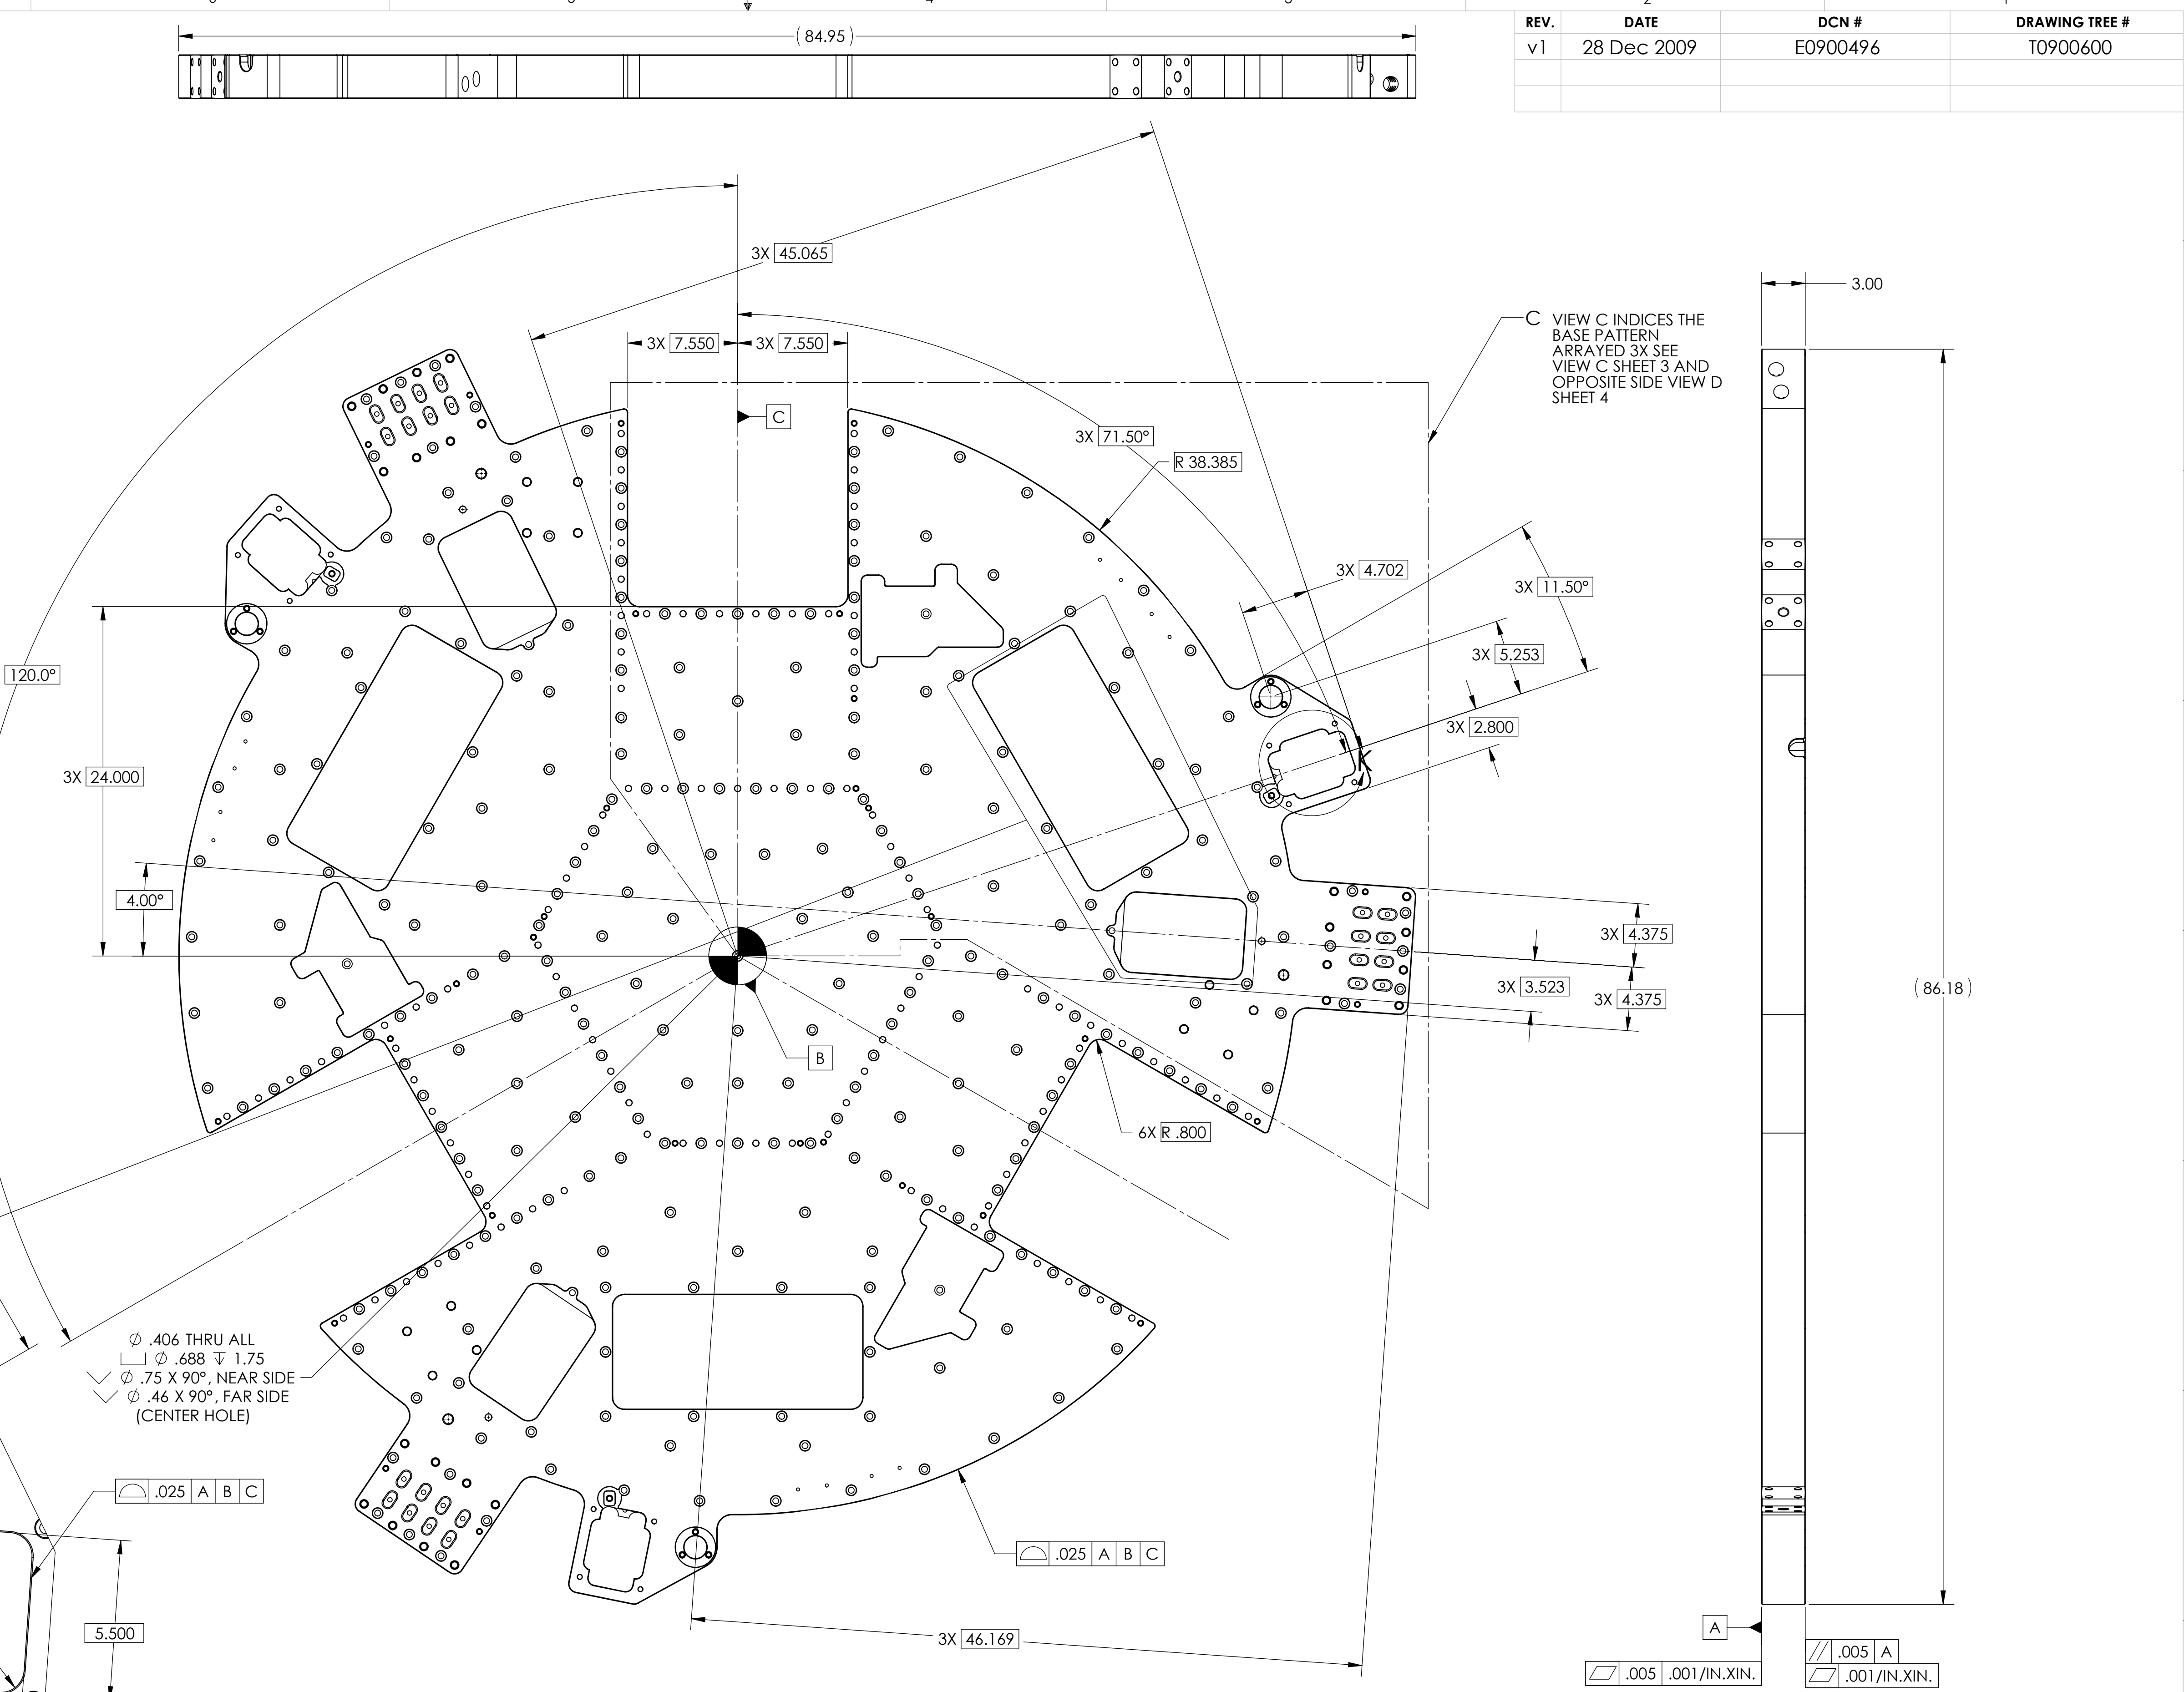 REV. DATE DCN # DRAWING TREE #
v1 28 Dec 2009 E0900496 T0900600
( 84.95 )
3X 45.065
3X 7.550 3X 7.550
C
3X 71.50°
R 38.385
C VIEW C INDICES THE
BASE PATTERN
ARRAYED 3X SEE
VIEW C SHEET 3 AND
OPPOSITE SIDE VIEW D
SHEET 4
3.00
3X 4.702
3X 11.50°
3X 5.253
3X 2.800
K
120.0°
3X 24.000
4.00°
3X 4.375
3X 3.523
3X 4.375
( 86.18 )
B
6X R .800
∅ .406 THRU ALL
⌴ ∅ .688 ↧ 1.75
⌵ ∅ .75 X 90°, NEAR SIDE
⌵ ∅ .46 X 90°, FAR SIDE
(CENTER HOLE)
⌓ .025 A B C
⌓ .025 A B C
5.500
3X 46.169
A
⏥ .005 .001/IN.XIN.
// .005 A
⏥ .001/IN.XIN.